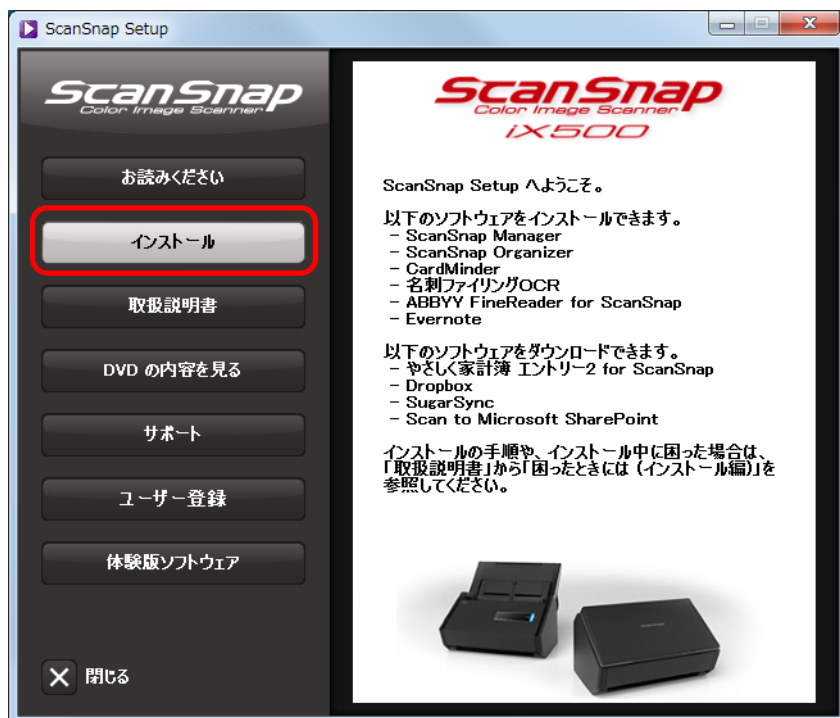 ScanSnap Setup
ScanSnap
Color Image Scanner
お読みください
インストール
取扱説明書
DVD の内容を見る
サポート
ユーザー登録
体験版ソフトウェア
閉じる
ScanSnap
Color Image Scanner
iX500
ScanSnap Setup へようこそ。
以下のソフトウェアをインストールできます。
- ScanSnap Manager
- ScanSnap Organizer
- CardMinder
- 名刺ファイリングOCR
- ABBYY FineReader for ScanSnap
- Evernote
以下のソフトウェアをダウンロードできます。
- やさしく家計簿 エントリー2 for ScanSnap
- Dropbox
- SugarSync
- Scan to Microsoft SharePoint
インストールの手順や、インストール中に困った場合は、
「取扱説明書」から「困ったときには (インストール編)」を
参照してください。